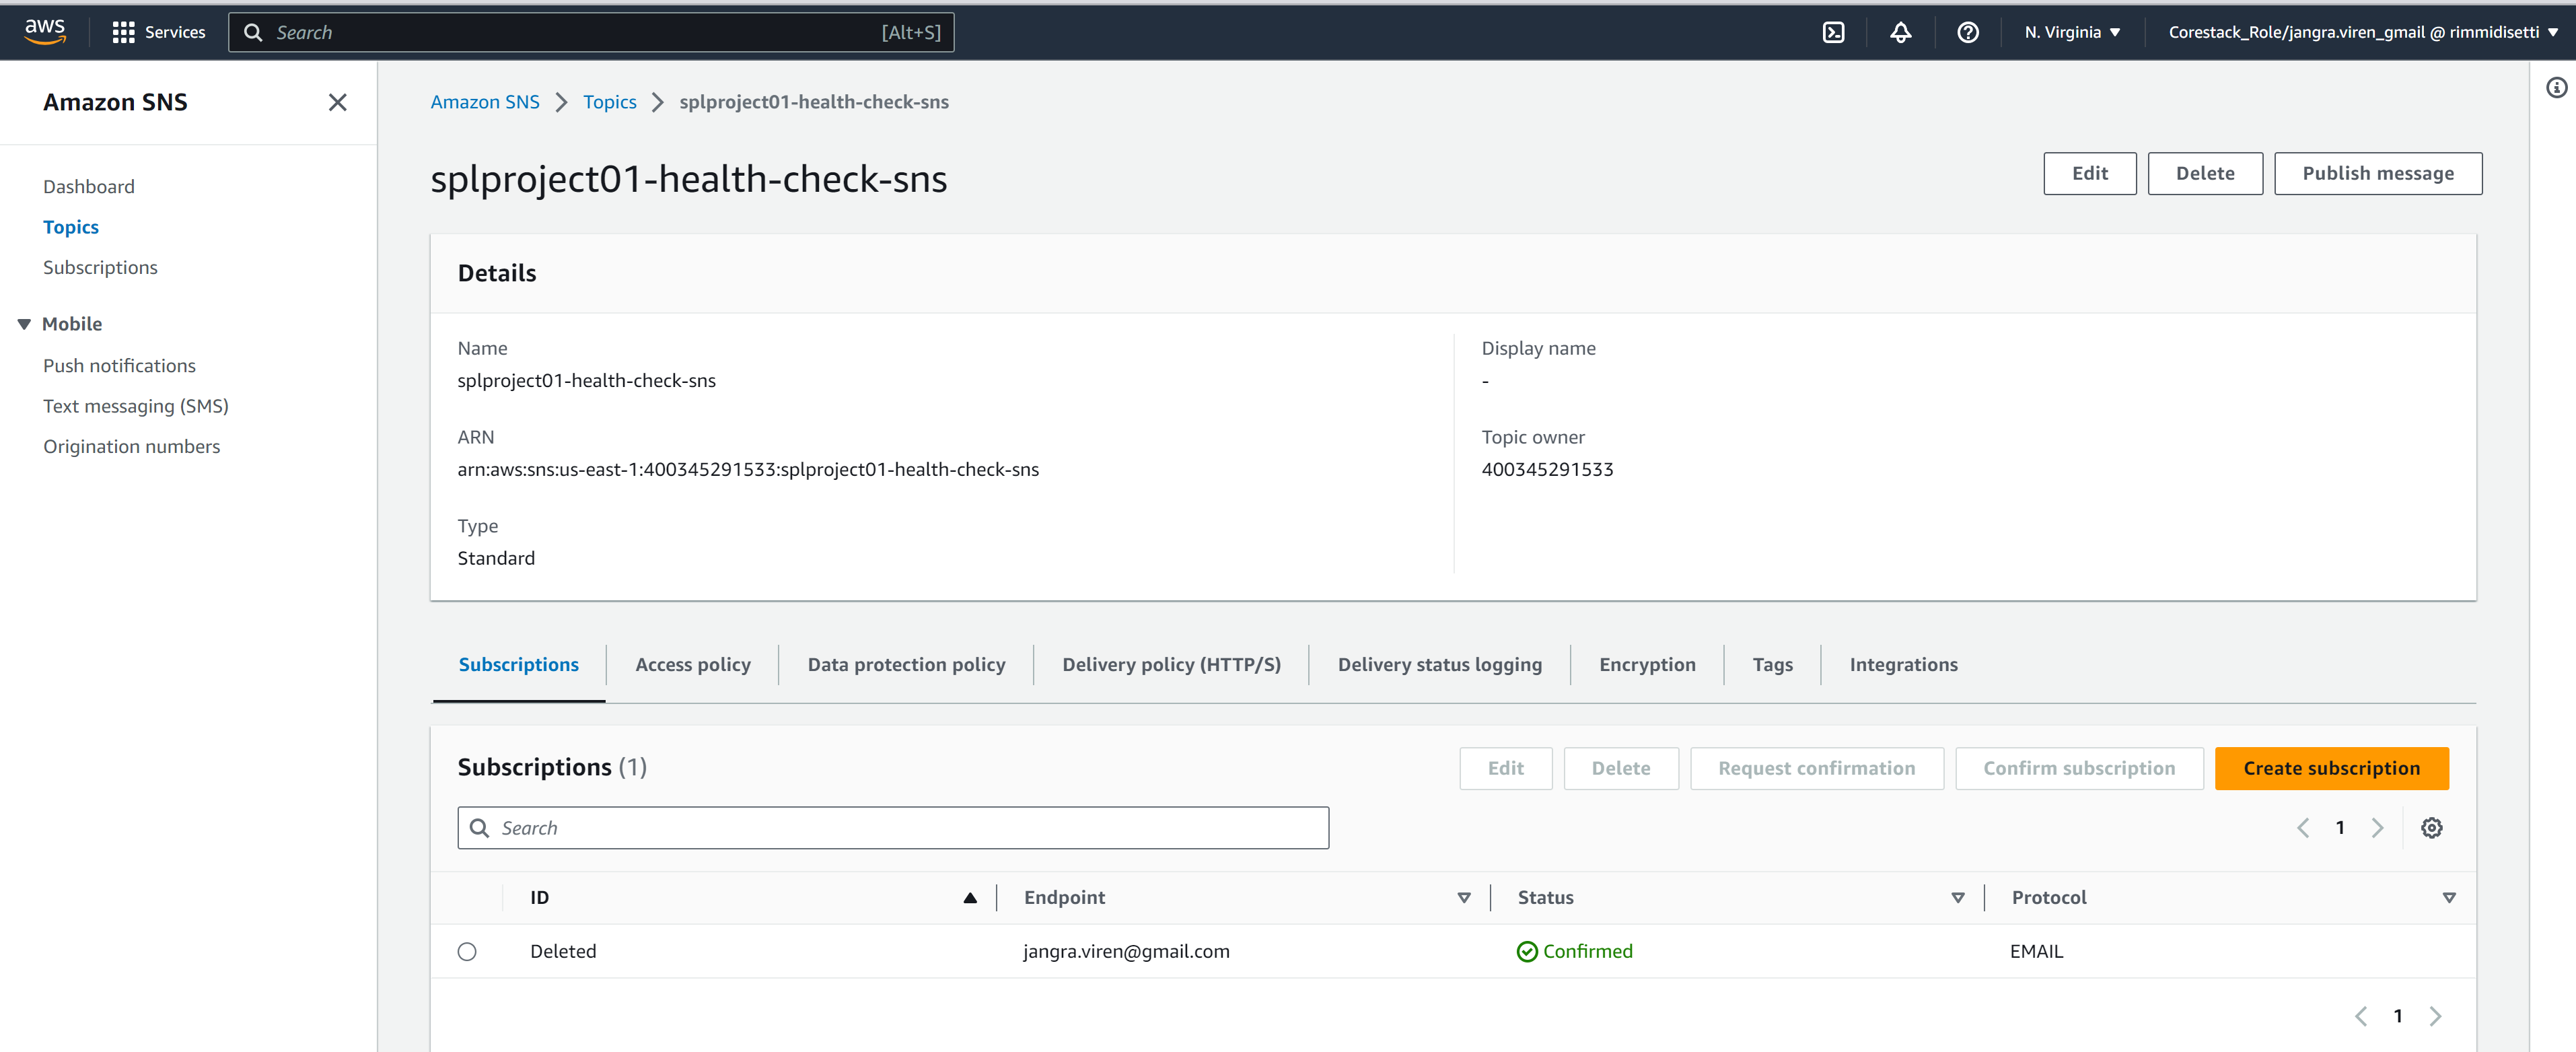 aws Services Search [Alt+S] N. Virginia Corestack_Role/jangra.viren_gmail @ rimmidisetti
Amazon SNS
Dashboard
Topics
Subscriptions
Mobile
Push notifications
Text messaging (SMS)
Origination numbers
Amazon SNS Topics splproject01-health-check-sns
splproject01-health-check-sns Edit Delete Publish message
Details
Name
splproject01-health-check-sns
ARN
arn:aws:sns:us-east-1:400345291533:splproject01-health-check-sns
Type
Standard
Display name
-
Topic owner
400345291533
Subscriptions Access policy Data protection policy Delivery policy (HTTP/S) Delivery status logging Encryption Tags Integrations
Subscriptions (1) Edit Delete Request confirmation Confirm subscription Create subscription
Search 1
ID Endpoint Status Protocol
Deleted jangra.viren@gmail.com Confirmed EMAIL
1